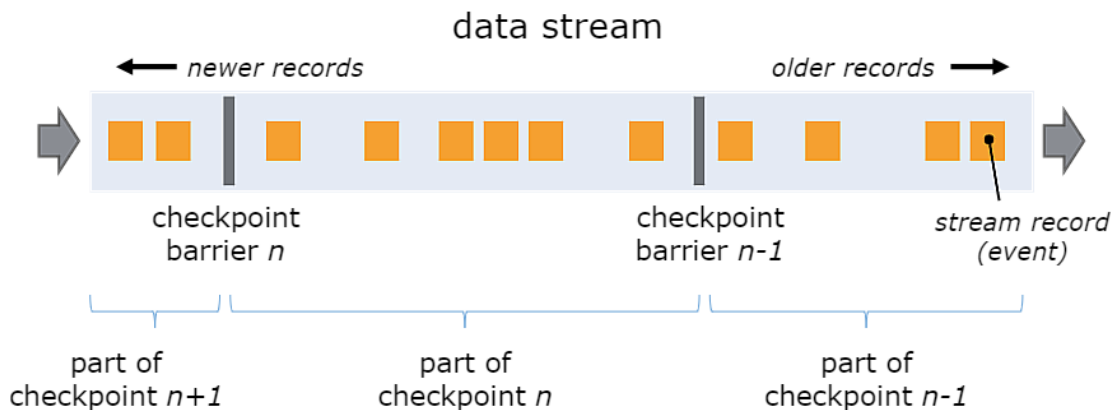 data stream
newer records
older records
checkpoint
barrier n
checkpoint
barrier n-1
stream record
(event)
part of
checkpoint n+1
part of
checkpoint n
part of
checkpoint n-1